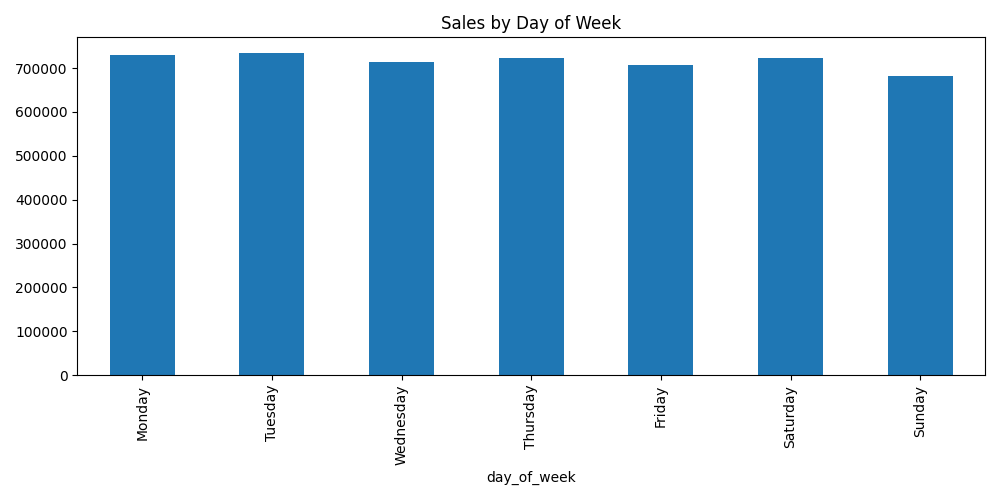 Sales by Day of Week
700000
600000
500000
400000
300000
200000
100000
0
Monday
Tuesday
Wednesday
Thursday
Friday
Saturday
Sunday
day_of_week